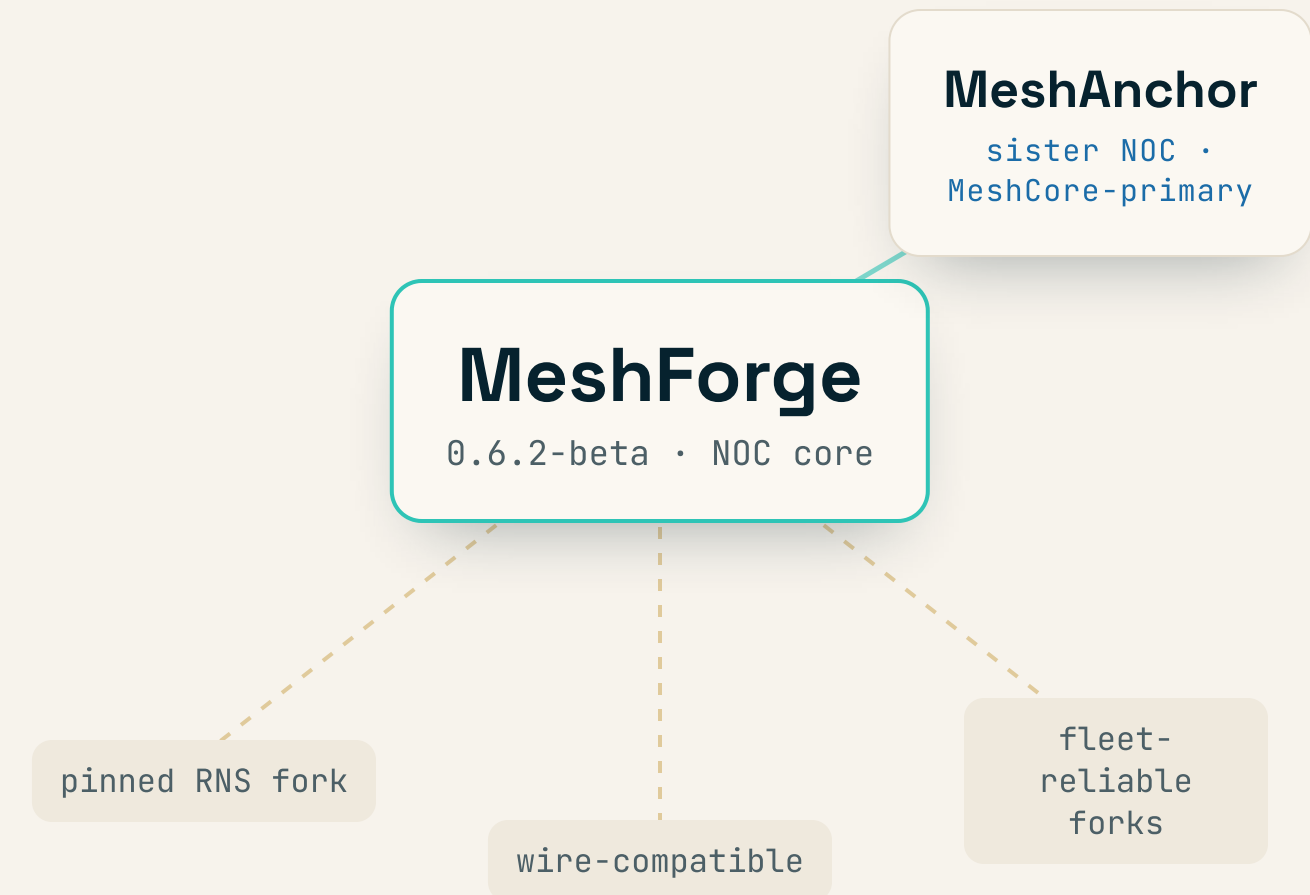 MeshAnchor
sister NOC ·
MeshCore-primary
MeshForge
0.6.2-beta · NOC core
pinned RNS fork
wire-compatible
fleet-
reliable
forks